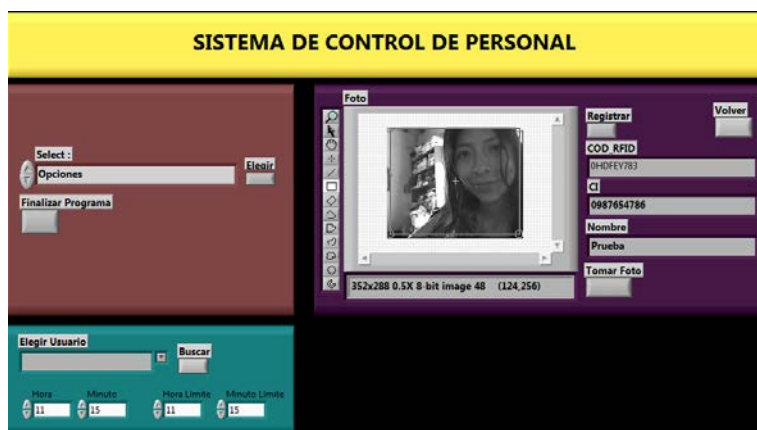 SISTEMA DE CONTROL DE PERSONAL
Select :
Opciones
Elegir
Finalizar Programa
Foto
352x288 0.5X 8-bit image 48 (124,256)
Registrar
Volver
COD_RFID
0HDFEY783
CI
0987654786
Nombre
Prueba
Tomar Foto
Elegir Usuario
Buscar
Hora
Minuto
Hora Limite
Minuto Limite
11
15
11
15